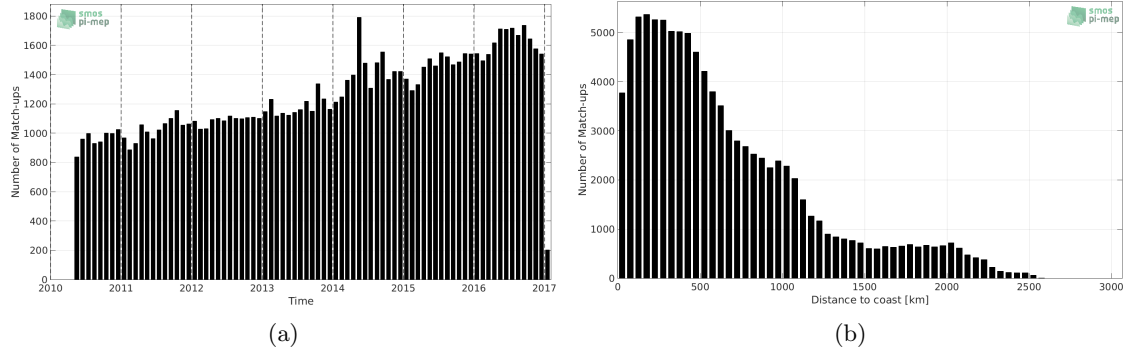 smos
pi-mep
1800
1600
1400
1200
1000
800
600
400
200
0
Number of Match-ups
2010 2011 2012 2013 2014 2015 2016 2017
Time
(a)
smos
pi-mep
5000
4000
3000
2000
1000
0
Number of Match-ups
0 500 1000 1500 2000 2500 3000
Distance to coast [km]
(b)